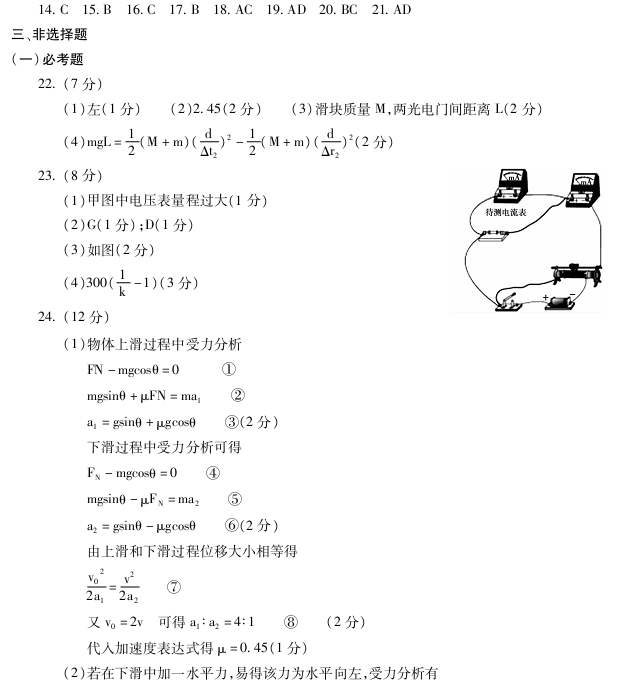 14. C 15. B 16. C 17. B 18. AC 19. AD 20. BC 21. AD
三、非选择题
(一)必考题
22. (7 分)
(1)左(1 分) (2)2. 45(2 分) (3)滑块质量 M,两光电门间距离 L(2 分)
(4)mgL = 1/2(M + m)(d/Δt₂)² - 1/2(M + m)(d/Δr₂)²(2 分)
23. (8 分)
(1)甲图中电压表量程过大(1 分)
(2)G(1 分);D(1 分)
(3)如图(2 分)
待测电流表
+ -
(4)300(1/k - 1)(3 分)
24. (12 分)
(1)物体上滑过程中受力分析
FN - mgcosθ = 0 ①
mgsinθ + μFN = ma₁ ②
a₁ = gsinθ + μgcosθ ③(2 分)
下滑过程中受力分析可得
F_N - mgcosθ = 0 ④
mgsinθ - μF_N = ma₂ ⑤
a₂ = gsinθ - μgcosθ ⑥(2 分)
由上滑和下滑过程位移大小相等得
v₀²/2a₁ = v²/2a₂ ⑦
又 v₀ = 2v 可得 a₁∶a₂ = 4∶1 ⑧ (2 分)
代入加速度表达式得 μ = 0. 45(1 分)
(2)若在下滑中加一水平力,易得该力为水平向左,受力分析有